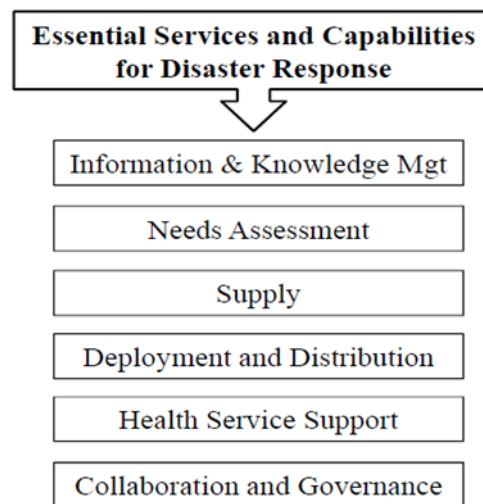 Essential Services and Capabilities
for Disaster Response
Information & Knowledge Mgt
Needs Assessment
Supply
Deployment and Distribution
Health Service Support
Collaboration and Governance